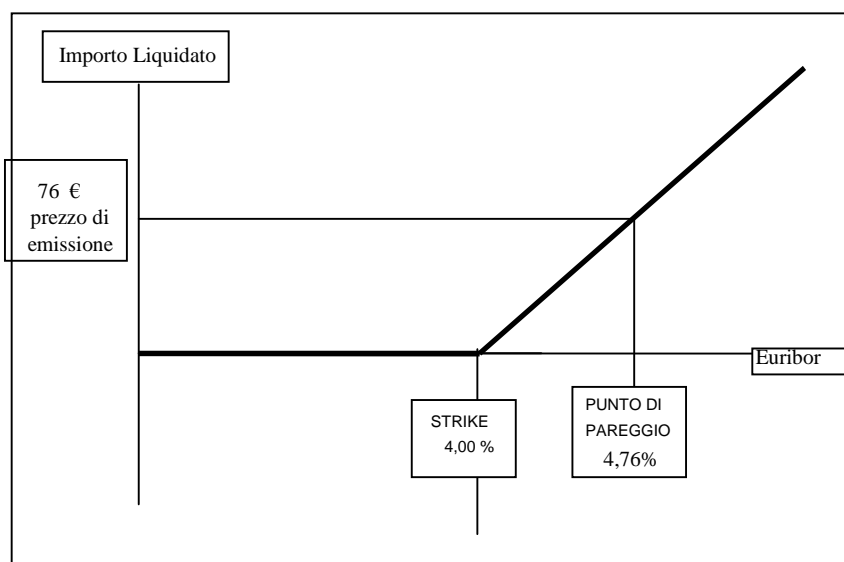 Importo Liquidato
76 €
prezzo di
emissione
Euribor
STRIKE
4,00 %
PUNTO DI
PAREGGIO
4,76%